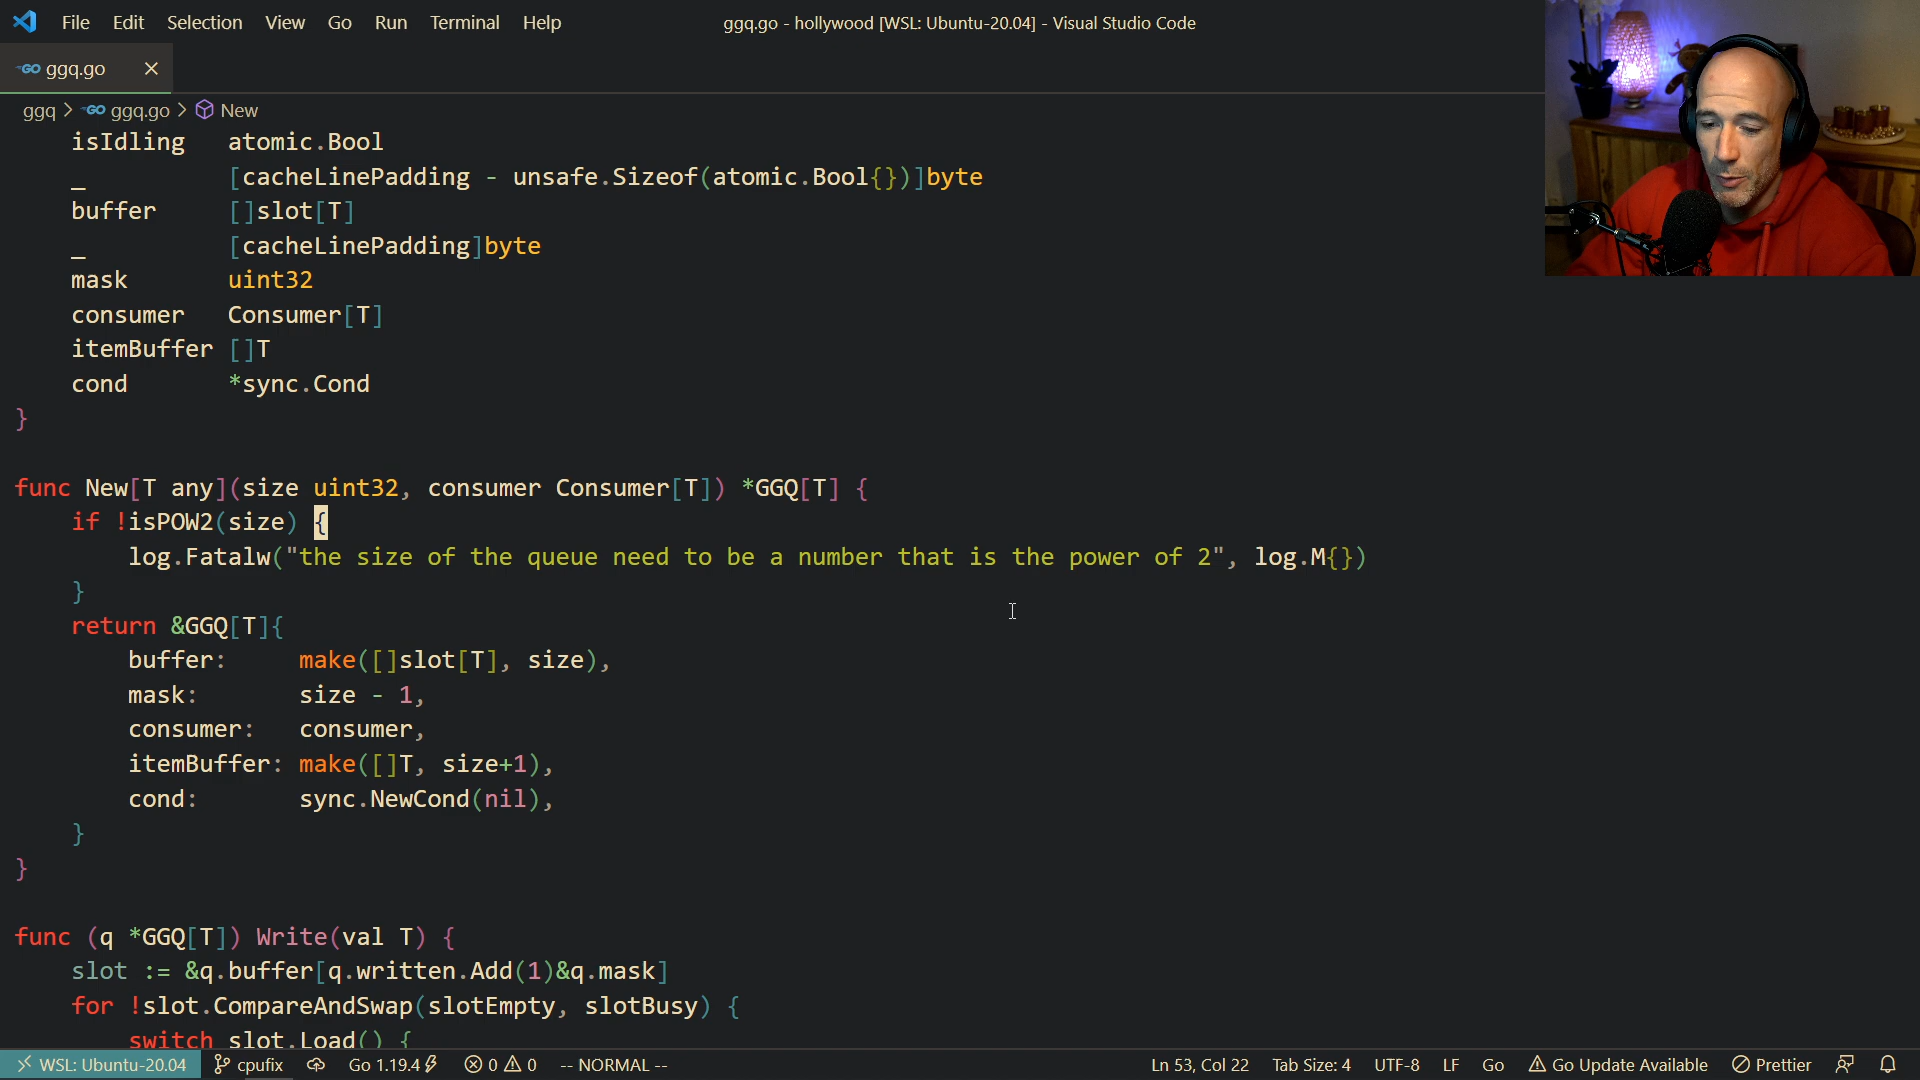 File Edit Selection View Go Run Terminal Help
ggq.go - hollywood [WSL: Ubuntu-20.04] - Visual Studio Code
GO ggq.go
ggq > GO ggq.go > New
isIdling atomic.Bool
_ [cacheLinePadding - unsafe.Sizeof(atomic.Bool{})]byte
buffer []slot[T]
_ [cacheLinePadding]byte
mask uint32
consumer Consumer[T]
itemBuffer []T
cond *sync.Cond
}
func New[T any](size uint32, consumer Consumer[T]) *GGQ[T] {
if !isPOW2(size) {
log.Fatalw("the size of the queue need to be a number that is the power of 2", log.M{})
}
return &GGQ[T]{
buffer: make([]slot[T], size),
mask: size - 1,
consumer: consumer,
itemBuffer: make([]T, size+1),
cond: sync.NewCond(nil),
}
}
func (q *GGQ[T]) Write(val T) {
slot := &q.buffer[q.written.Add(1)&q.mask]
for !slot.CompareAndSwap(slotEmpty, slotBusy) {
switch slot.Load() {
WSL: Ubuntu-20.04 cpufix Go 1.19.4 0 0 -- NORMAL -- Ln 53, Col 22 Tab Size: 4 UTF-8 LF Go Go Update Available Prettier